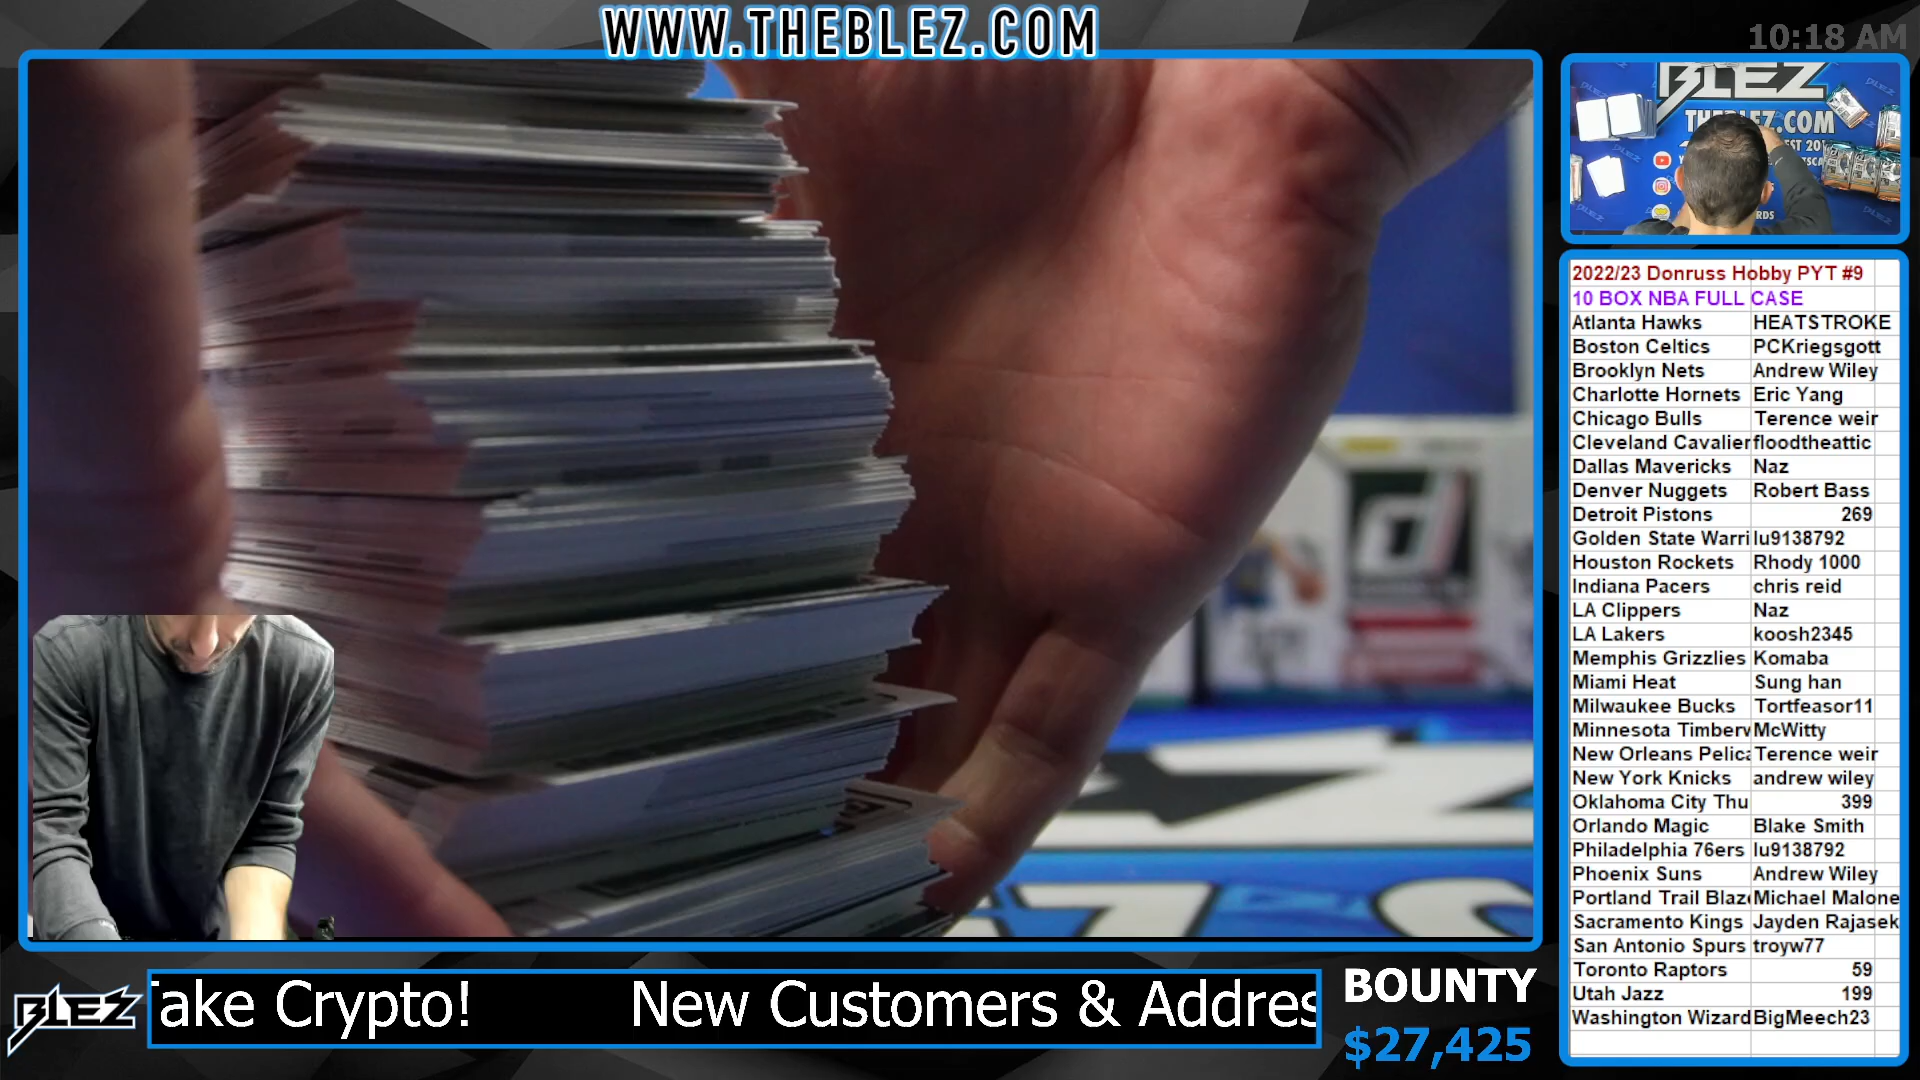 WWW.THEBLEZ.COM
10:18 AM
BLEZ
THEBLEZ.COM
2022/23 Donruss Hobby PYT #9
10 BOX NBA FULL CASE
Atlanta Hawks HEATSTROKE
Boston Celtics PCKriegsgott
Brooklyn Nets Andrew Wiley
Charlotte Hornets Eric Yang
Chicago Bulls Terence weir
Cleveland Cavalier floodtheattic
Dallas Mavericks Naz
Denver Nuggets Robert Bass
Detroit Pistons 269
Golden State Warri lu9138792
Houston Rockets Rhody 1000
Indiana Pacers chris reid
LA Clippers Naz
LA Lakers koosh2345
Memphis Grizzlies Komaba
Miami Heat Sung han
Milwaukee Bucks Tortfeasor11
Minnesota Timberv McWitty
New Orleans Pelica Terence weir
New York Knicks andrew wiley
Oklahoma City Thu 399
Orlando Magic Blake Smith
Philadelphia 76ers lu9138792
Phoenix Suns Andrew Wiley
Portland Trail Blaze Michael Malone
Sacramento Kings Jayden Rajasek
San Antonio Spurs troyw77
Toronto Raptors 59
Utah Jazz 199
Washington Wizard BigMeech23
BLEZ
Take Crypto! New Customers & Addres
BOUNTY
$27,425